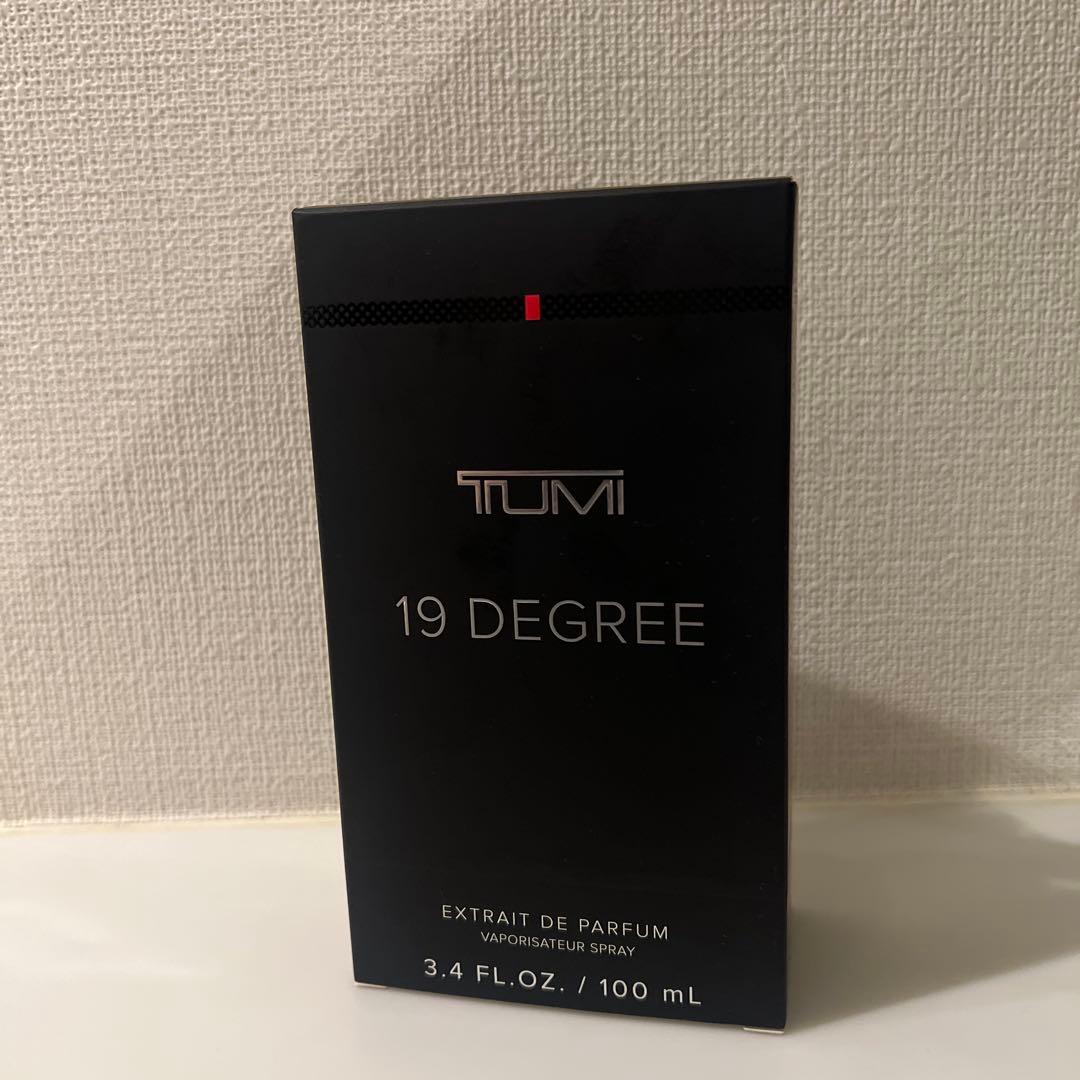 TUMI
19 DEGREE
EXTRAIT DE PARFUM
VAPORISATEUR SPRAY
3.4 FL.OZ. / 100 mL